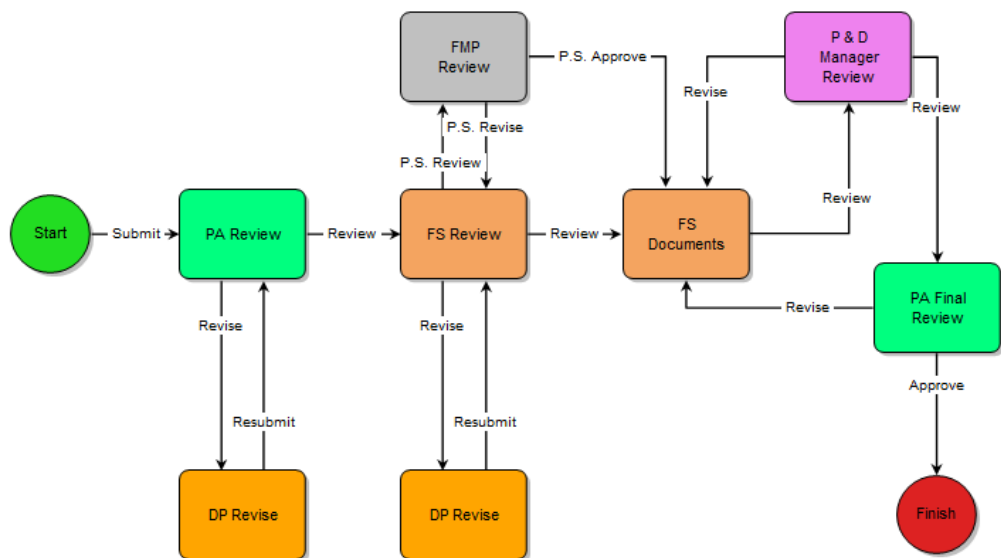 FMP
Review
P.S. Approve
P & D
Manager
Review
Revise
Review
P.S. Revise
P.S. Review
Review
Start
Submit
PA Review
Review
FS Review
Review
FS
Documents
Revise
PA Final
Review
Revise
Revise
Approve
Resubmit
Resubmit
DP Revise
DP Revise
Finish